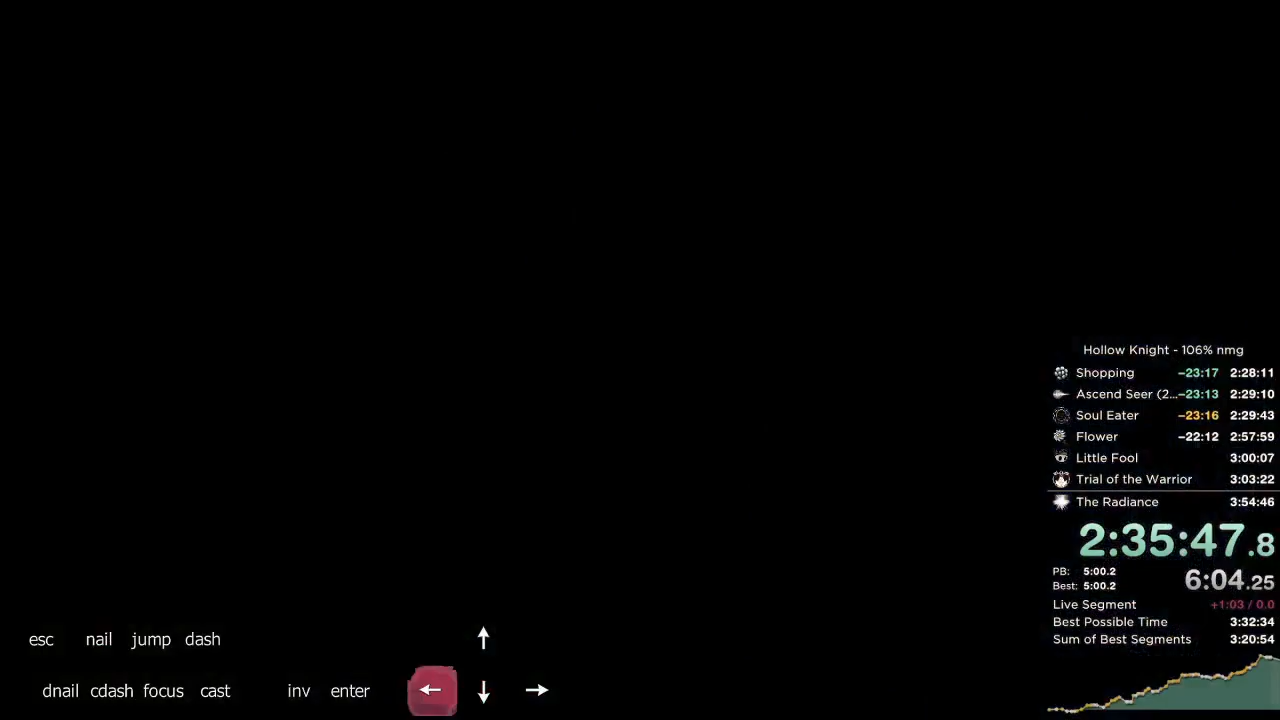 Hollow Knight - 106% nmg
Shopping -23:17 2:28:11
Ascend Seer (2... -23:13 2:29:10
Soul Eater -23:16 2:29:43
Flower -22:12 2:57:59
Little Fool 3:00:07
Trial of the Warrior 3:03:22
The Radiance 3:54:46
2:35:47.8
PB: 5:00.2
Best: 5:00.2
6:04.25
Live Segment +1:03 / 0.0
Best Possible Time 3:32:34
Sum of Best Segments 3:20:54
esc nail jump dash ↑
dnail cdash focus cast inv enter ← ↓ →